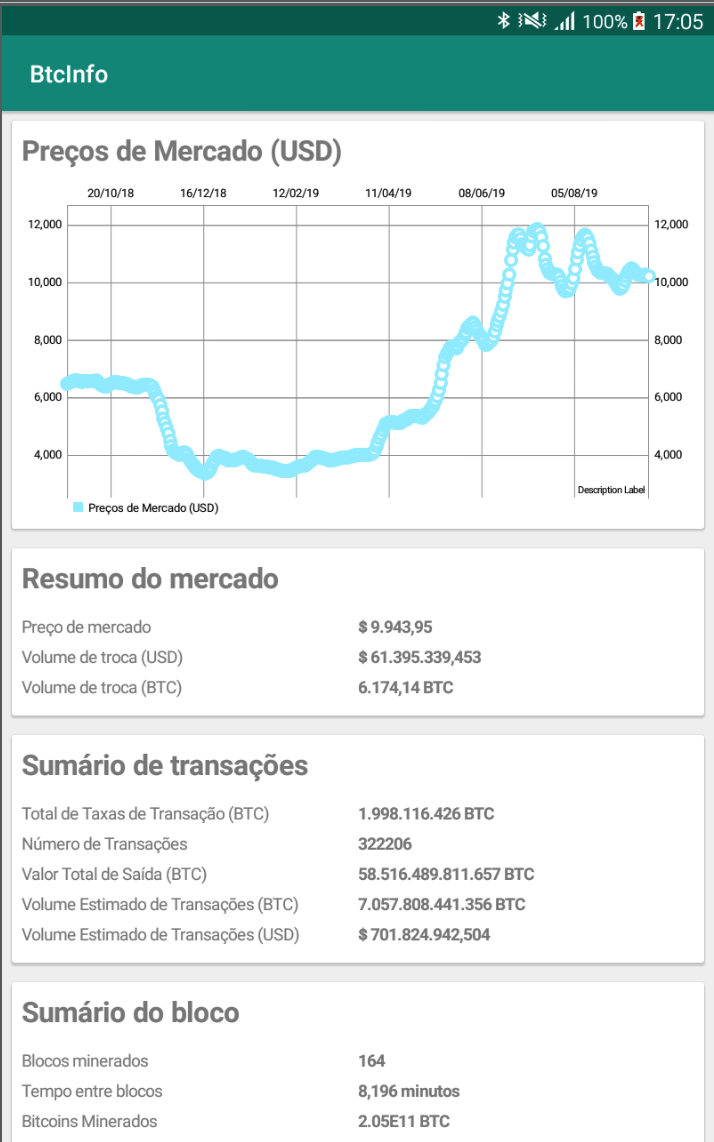 100% 17:05
BtcInfo
Preços de Mercado (USD)
20/10/18 16/12/18 12/02/19 11/04/19 08/06/19 05/08/19
12,000 12,000
10,000 10,000
8,000 8,000
6,000 6,000
4,000 4,000
Description Label
Preços de Mercado (USD)
Resumo do mercado
Preço de mercado $ 9.943,95
Volume de troca (USD) $ 61.395.339,453
Volume de troca (BTC) 6.174,14 BTC
Sumário de transações
Total de Taxas de Transação (BTC) 1.998.116.426 BTC
Número de Transações 322206
Valor Total de Saída (BTC) 58.516.489.811.657 BTC
Volume Estimado de Transações (BTC) 7.057.808.441.356 BTC
Volume Estimado de Transações (USD) $ 701.824.942,504
Sumário do bloco
Blocos minerados 164
Tempo entre blocos 8,196 minutos
Bitcoins Minerados 2.05E11 BTC